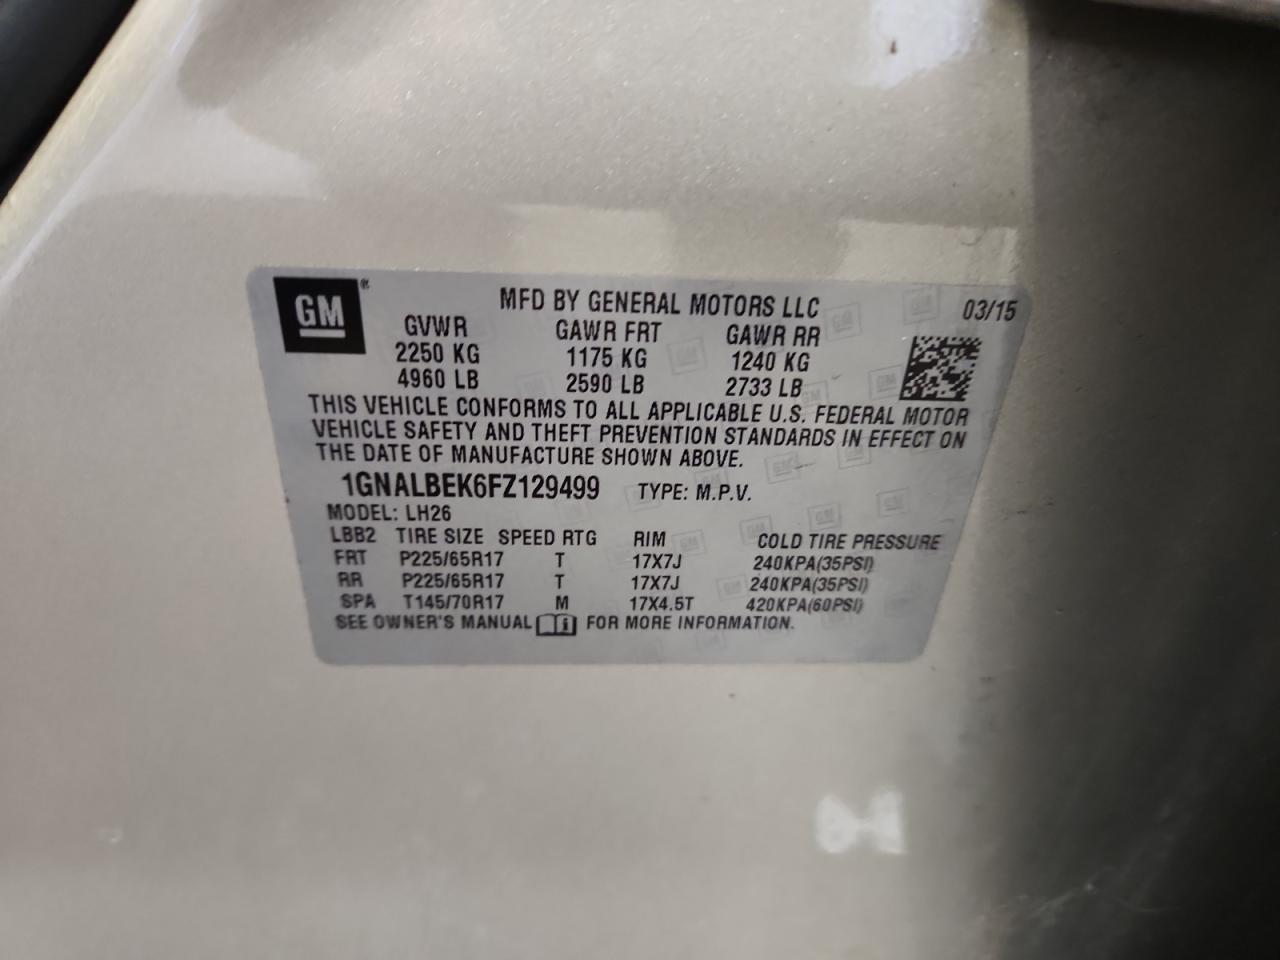 GM®
MFD BY GENERAL MOTORS LLC 03/15
GVWR GAWR FRT GAWR RR
2250 KG 1175 KG 1240 KG
4960 LB 2590 LB 2733 LB
THIS VEHICLE CONFORMS TO ALL APPLICABLE U.S. FEDERAL MOTOR
VEHICLE SAFETY AND THEFT PREVENTION STANDARDS IN EFFECT ON
THE DATE OF MANUFACTURE SHOWN ABOVE.
1GNALBEK6FZ129499 TYPE: M.P.V.
MODEL: LH26
LBB2 TIRE SIZE SPEED RTG RIM COLD TIRE PRESSURE
FRT P225/65R17 T 17X7J 240KPA(35PSI)
RR P225/65R17 T 17X7J 240KPA(35PSI)
SPA T145/70R17 M 17X4.5T 420KPA(60PSI)
SEE OWNER'S MANUAL i FOR MORE INFORMATION.